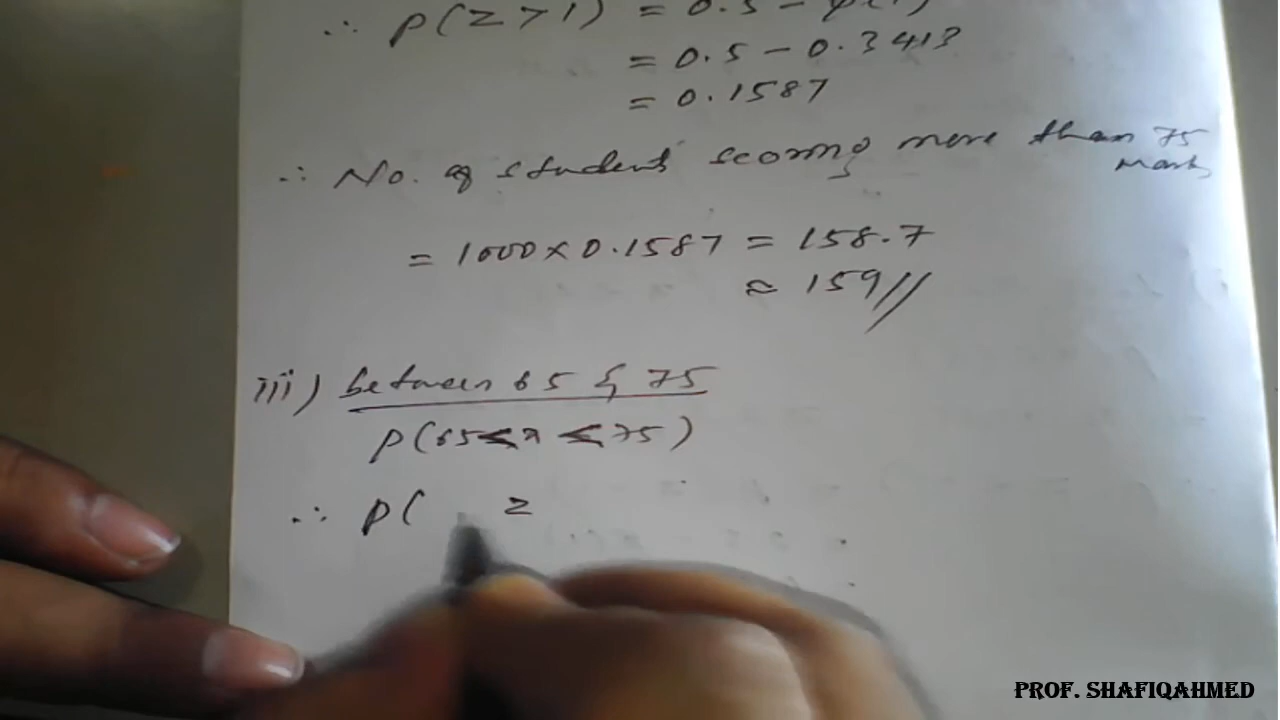 ∴ P(Z>1) = 0.5 - φ(1)
= 0.5 - 0.3413
= 0.1587
∴ No. of student scoring more than 75
Marks
= 1000 × 0.1587 = 158.7
≈ 159//
iii) between 65 & 75
P(65≤x≤75)
∴ P( z
PROF. SHAFIQAHMED